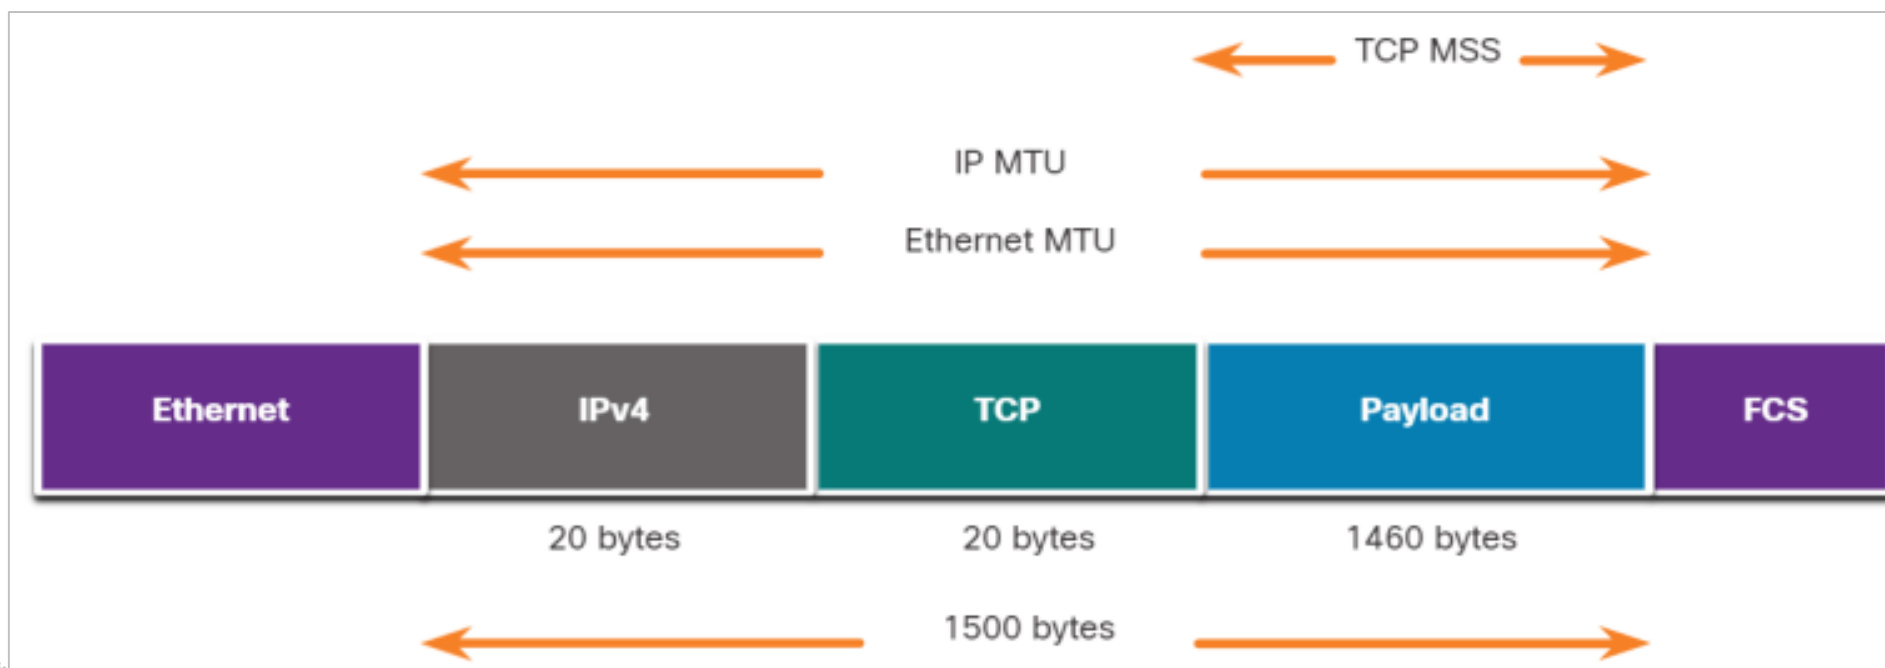 TCP MSS
IP MTU
Ethernet MTU
Ethernet IPv4 TCP Payload FCS
20 bytes 20 bytes 1460 bytes
1500 bytes